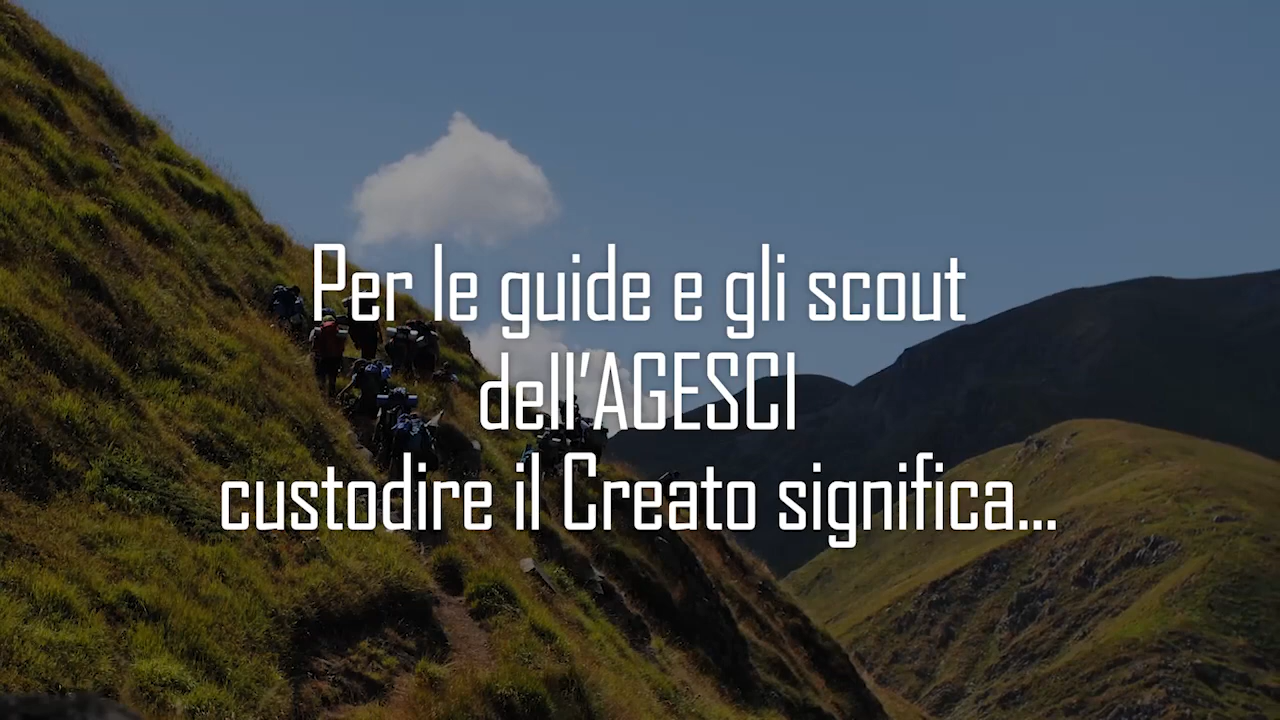 Per le guide e gli scout
dell'AGESCI
custodire il Creato significa...